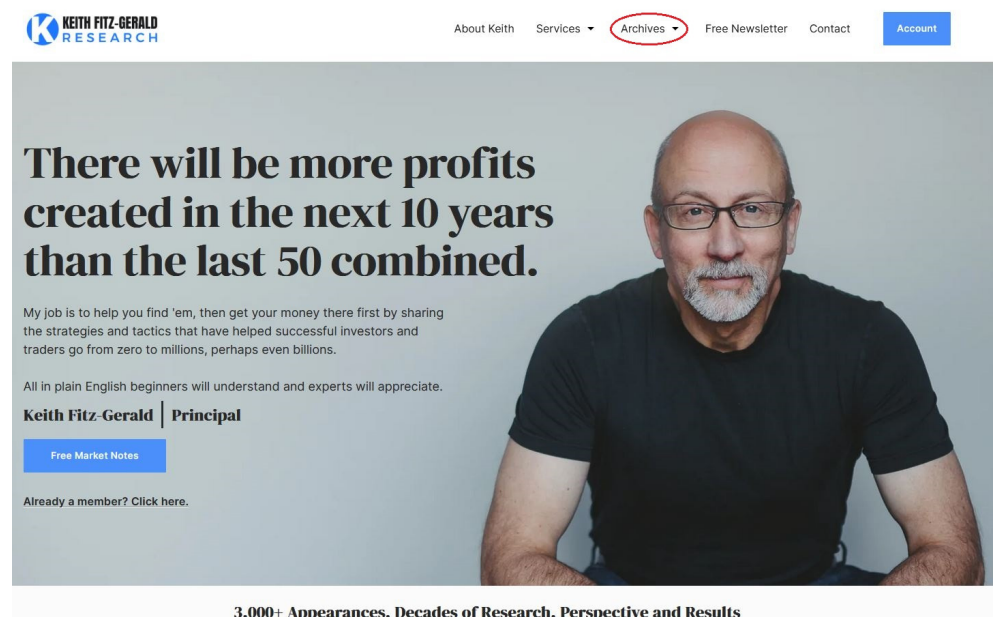 KEITH FITZ-GERALD
RESEARCH
About Keith Services Archives Free Newsletter Contact Account
There will be more profits
created in the next 10 years
than the last 50 combined.
My job is to help you find 'em, then get your money there first by sharing
the strategies and tactics that have helped successful investors and
traders go from zero to millions, perhaps even billions.
All in plain English beginners will understand and experts will appreciate.
Keith Fitz-Gerald | Principal
Free Market Notes
Already a member? Click here.
3,000+ Appearances, Decades of Research, Perspective and Results